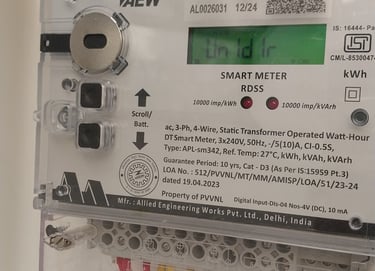 AEW
AL0026031 12/24
IS: 16444- Pa
CM/L-85300474
UnidIr
kWh
SMART METER
RDSS
10000 imp/kWh 10000 imp/kVArh
Scroll/
Batt.
ac, 3-Ph, 4-Wire, Static Transformer Operated Watt-Hour
DT Smart Meter, 3x240V, 50Hz, -/5(10)A, Cl-0.5S,
Type: APL-sm342, Ref. Temp: 27°C, kWh, kVAh, kVArh
Guarantee Period: 10 yrs, Cat - D3 (As Per IS:15959 Pt.3)
LOA No. : 512/PVVNL/MT/MM/AMISP/LOA/51/23-24
dated 19.04.2023
Property of PVVNL Digital Input-Dls-04 Nos-4V (DC), 10 mA
Mfr.: Allied Engineering Works Pvt. Ltd., Delhi, India